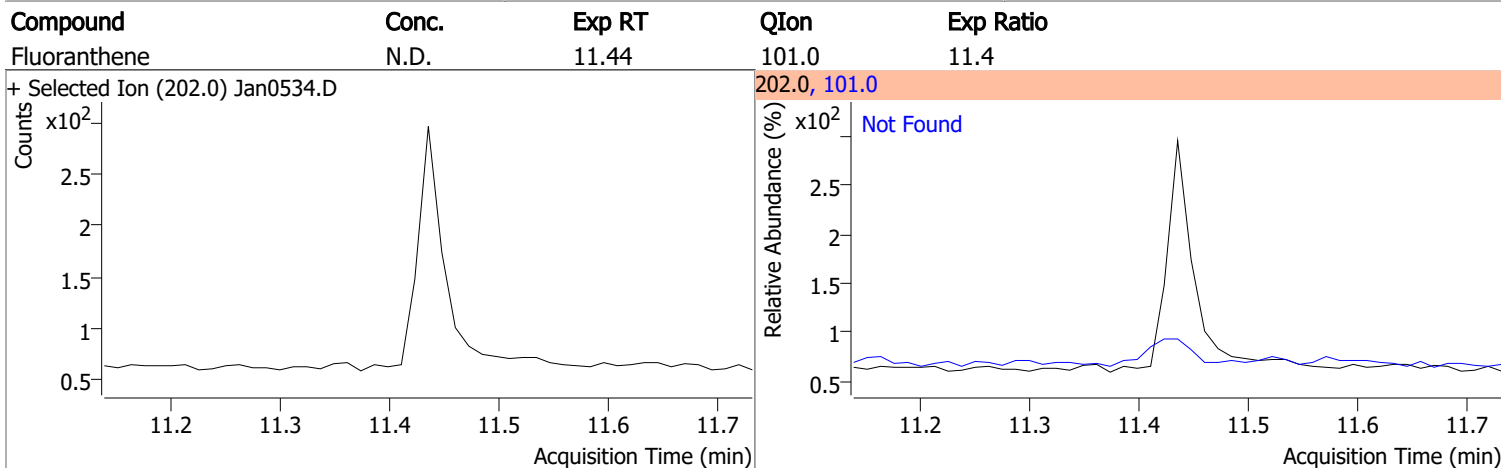 Compound Conc. Exp RT QIon Exp Ratio
Fluoranthene N.D. 11.44 101.0 11.4
+ Selected Ion (202.0) Jan0534.D
Counts
x10²
2.5
2
1.5
1
0.5
11.2 11.3 11.4 11.5 11.6 11.7
Acquisition Time (min)
202.0, 101.0
Relative Abundance (%)
x10²
Not Found
2.5
2
1.5
1
0.5
11.2 11.3 11.4 11.5 11.6 11.7
Acquisition Time (min)